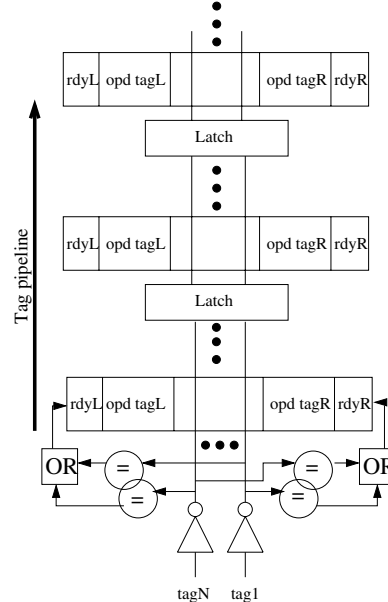 rdyL opd tagL opd tagR rdyR
Latch
rdyL opd tagL opd tagR rdyR
Latch
Tag pipeline
rdyL opd tagL opd tagR rdyR
OR = = OR
= =
tagN tag1